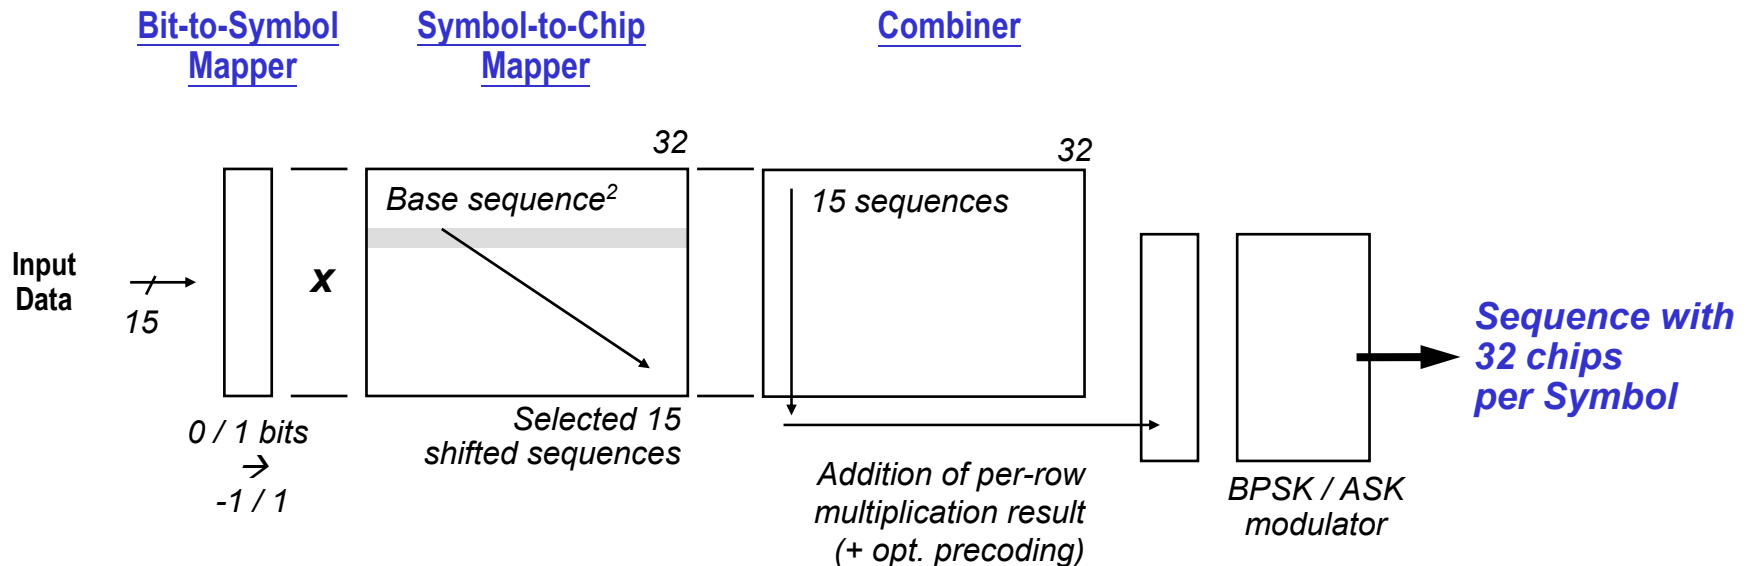 Bit-to-Symbol
Mapper
Symbol-to-Chip
Mapper
Combiner
32
32
Base sequence²
15 sequences
Input
Data
15
x
Sequence with
32 chips
per Symbol
0 / 1 bits
→
-1 / 1
Selected 15
shifted sequences
Addition of per-row
multiplication result
(+ opt. precoding)
BPSK / ASK
modulator